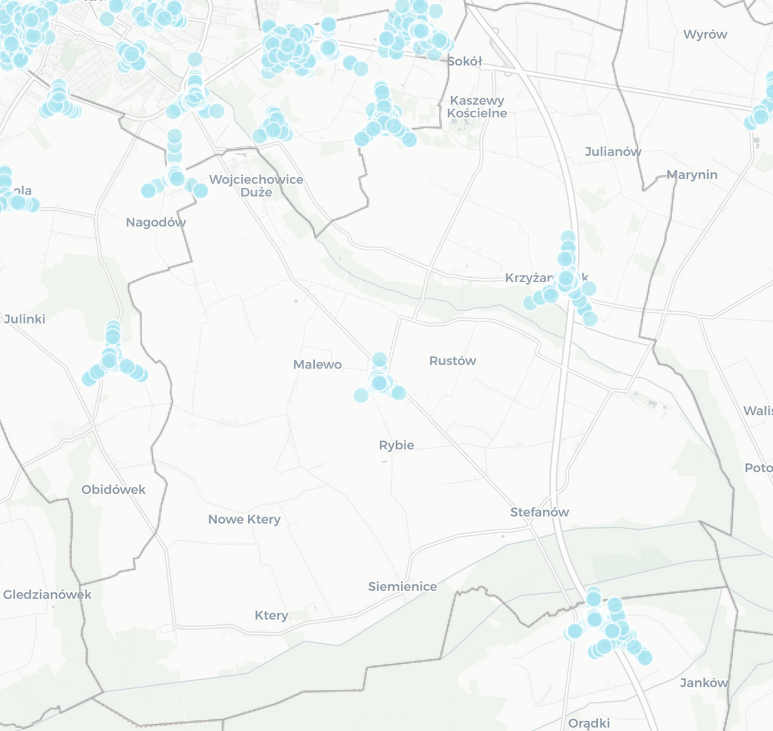 Wyrów
Sokół
Kaszewy
Kościelne
Julianów
Marynin
Wojciechowice
Duże
Nagodów
Julinki
Malewo
Rustów
Rybie
Obidówek
Nowe Ktery
Stefanów
Siemienice
Gledzianówek
Ktery
Janków
Orądki